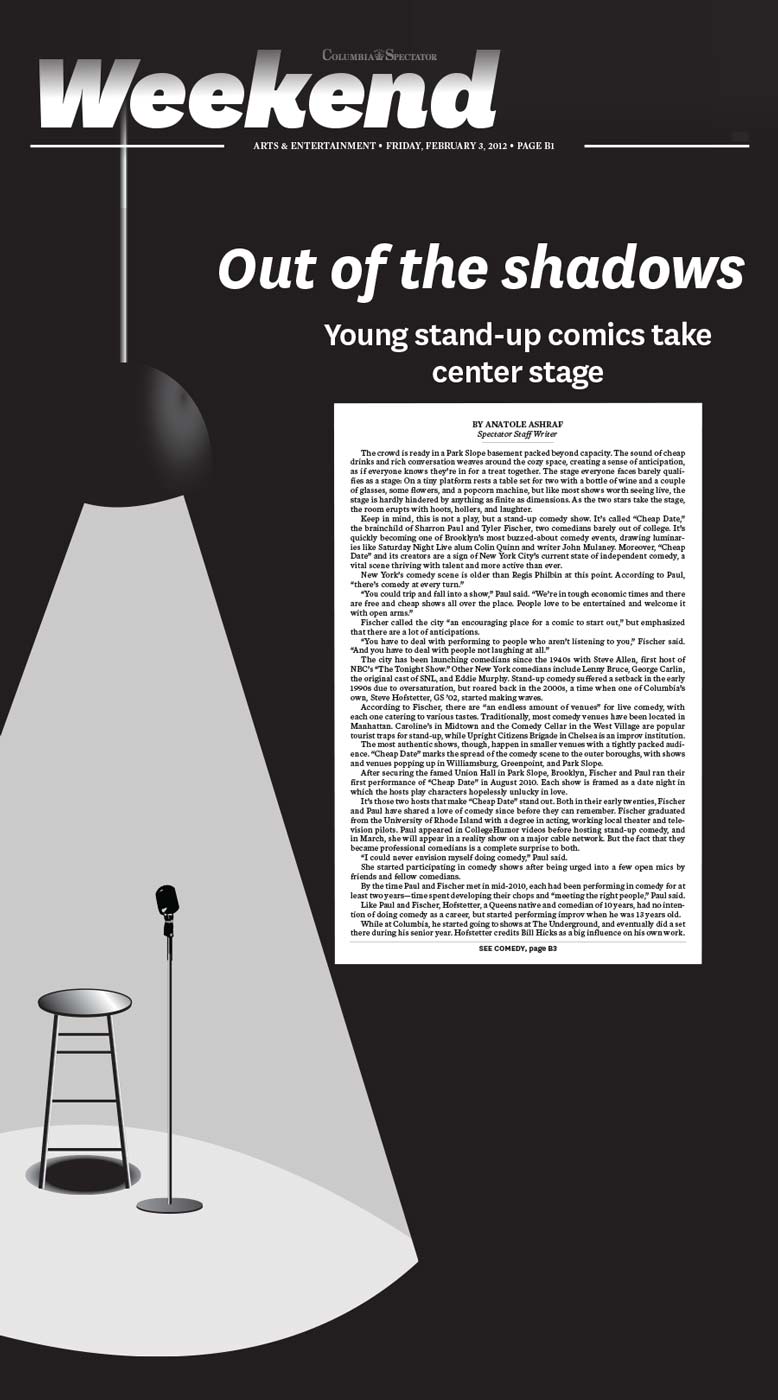 Columbia Spectator
Weekend
ARTS & ENTERTAINMENT • FRIDAY, FEBRUARY 3, 2012 • PAGE B1
Out of the shadows
Young stand-up comics take
center stage
BY ANATOLE ASHRAF
Spectator Staff Writer
The crowd is ready in a Park Slope basement packed beyond capacity. The sound of cheap
drinks and rich conversation weaves around the cozy space, creating a sense of anticipation,
as if everyone knows they're in for a treat together. The stage everyone faces barely quali-
fies as a stage: On a tiny platform rests a table set for two with a bottle of wine and a couple
of glasses, some flowers, and a popcorn machine, but like most shows worth seeing live, the
stage is hardly hindered by anything as finite as dimensions. As the two stars take the stage,
the room erupts with hoots, hollers, and laughter.
Keep in mind, this is not a play, but a stand-up comedy show. It's called “Cheap Date,”
the brainchild of Sharron Paul and Tyler Fischer, two comedians barely out of college. It's
quickly becoming one of Brooklyn's most buzzed-about comedy events, drawing luminar-
ies like Saturday Night Live alum Colin Quinn and writer John Mulaney. Moreover, “Cheap
Date” and its creators are a sign of New York City's current state of independent comedy, a
vital scene thriving with talent and more active than ever.
New York's comedy scene is older than Regis Philbin at this point. According to Paul,
“there's comedy at every turn.”
“You could trip and fall into a show,” Paul said. “We're in tough economic times and there
are free and cheap shows all over the place. People love to be entertained and welcome it
with open arms.”
Fischer called the city “an encouraging place for a comic to start out,” but emphasized
that there are a lot of anticipations.
“You have to deal with performing to people who aren't listening to you,” Fischer said.
“And you have to deal with people not laughing at all.”
The city has been launching comedians since the 1940s with Steve Allen, first host of
NBC's “The Tonight Show.” Other New York comedians include Lenny Bruce, George Carlin,
the original cast of SNL, and Eddie Murphy. Stand-up comedy suffered a setback in the early
1990s due to oversaturation, but roared back in the 2000s, a time when one of Columbia's
own, Steve Hofstetter, GS '02, started making waves.
According to Fischer, there are “an endless amount of venues” for live comedy, with
each one catering to various tastes. Traditionally, most comedy venues have been located in
Manhattan. Caroline's in Midtown and the Comedy Cellar in the West Village are popular
tourist traps for stand-up, while Upright Citizens Brigade in Chelsea is an improv institution.
The most authentic shows, though, happen in smaller venues with a tightly packed audi-
ence. “Cheap Date” marks the spread of the comedy scene to the outer boroughs, with shows
and venues popping up in Williamsburg, Greenpoint, and Park Slope.
After securing the famed Union Hall in Park Slope, Brooklyn, Fischer and Paul ran their
first performance of “Cheap Date” in August 2010. Each show is framed as a date night in
which the hosts play characters hopelessly unlucky in love.
It's those two hosts that make “Cheap Date” stand out. Both in their early twenties, Fischer
and Paul have shared a love of comedy since before they can remember. Fischer graduated
from the University of Rhode Island with a degree in acting, working local theater and tele-
vision pilots. Paul appeared in CollegeHumor videos before hosting stand-up comedy, and
in March, she will appear in a reality show on a major cable network. But the fact that they
became professional comedians is a complete surprise to both.
“I could never envision myself doing comedy,” Paul said.
She started participating in comedy shows after being urged into a few open mics by
friends and fellow comedians.
By the time Paul and Fischer met in mid-2010, each had been performing in comedy for at
least two years—time spent developing their chops and “meeting the right people,” Paul said.
Like Paul and Fischer, Hofstetter, a Queens native and comedian of 10 years, had no inten-
tion of doing comedy as a career, but started performing improv when he was 13 years old.
While at Columbia, he started going to shows at The Underground, and eventually did a set
there during his senior year. Hofstetter credits Bill Hicks as a big influence on his own work.
SEE COMEDY, page B3